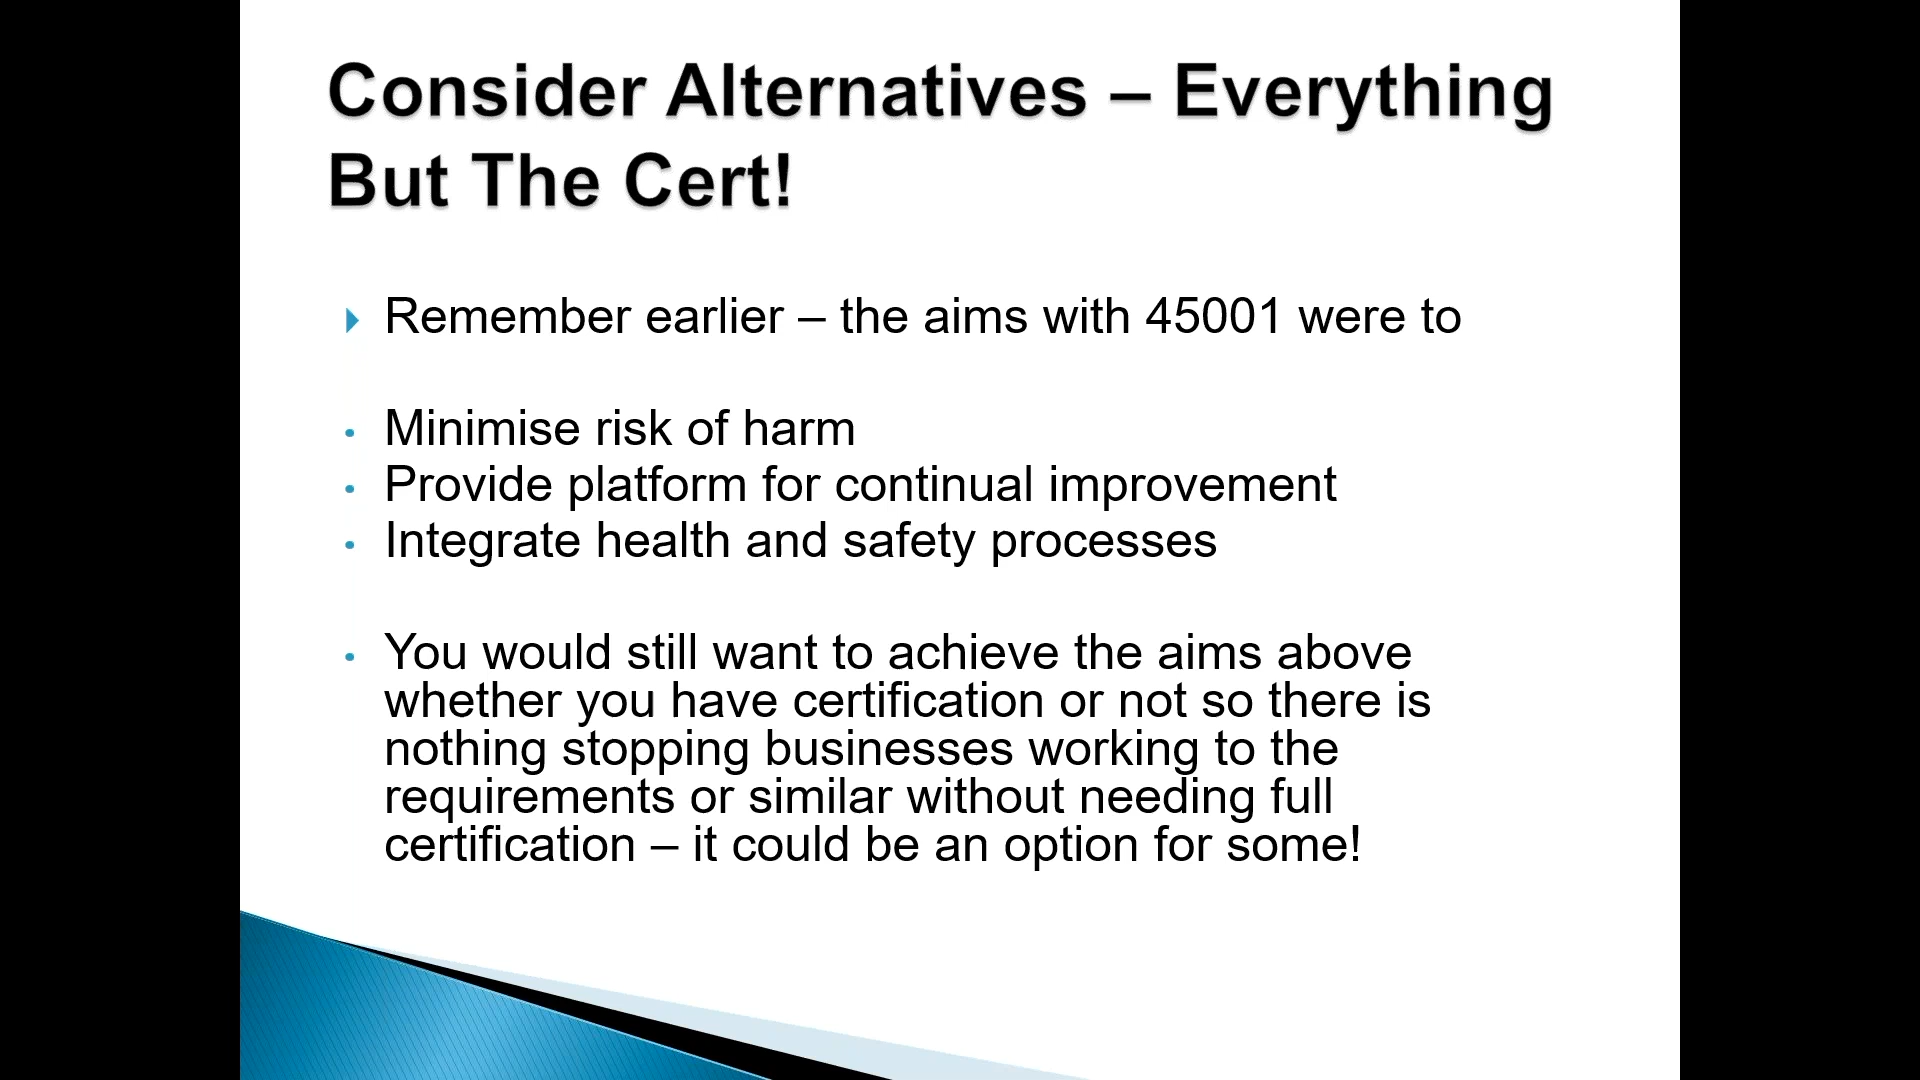 Consider Alternatives – Everything
But The Cert!
Remember earlier – the aims with 45001 were to
Minimise risk of harm
Provide platform for continual improvement
Integrate health and safety processes
You would still want to achieve the aims above
whether you have certification or not so there is
nothing stopping businesses working to the
requirements or similar without needing full
certification – it could be an option for some!